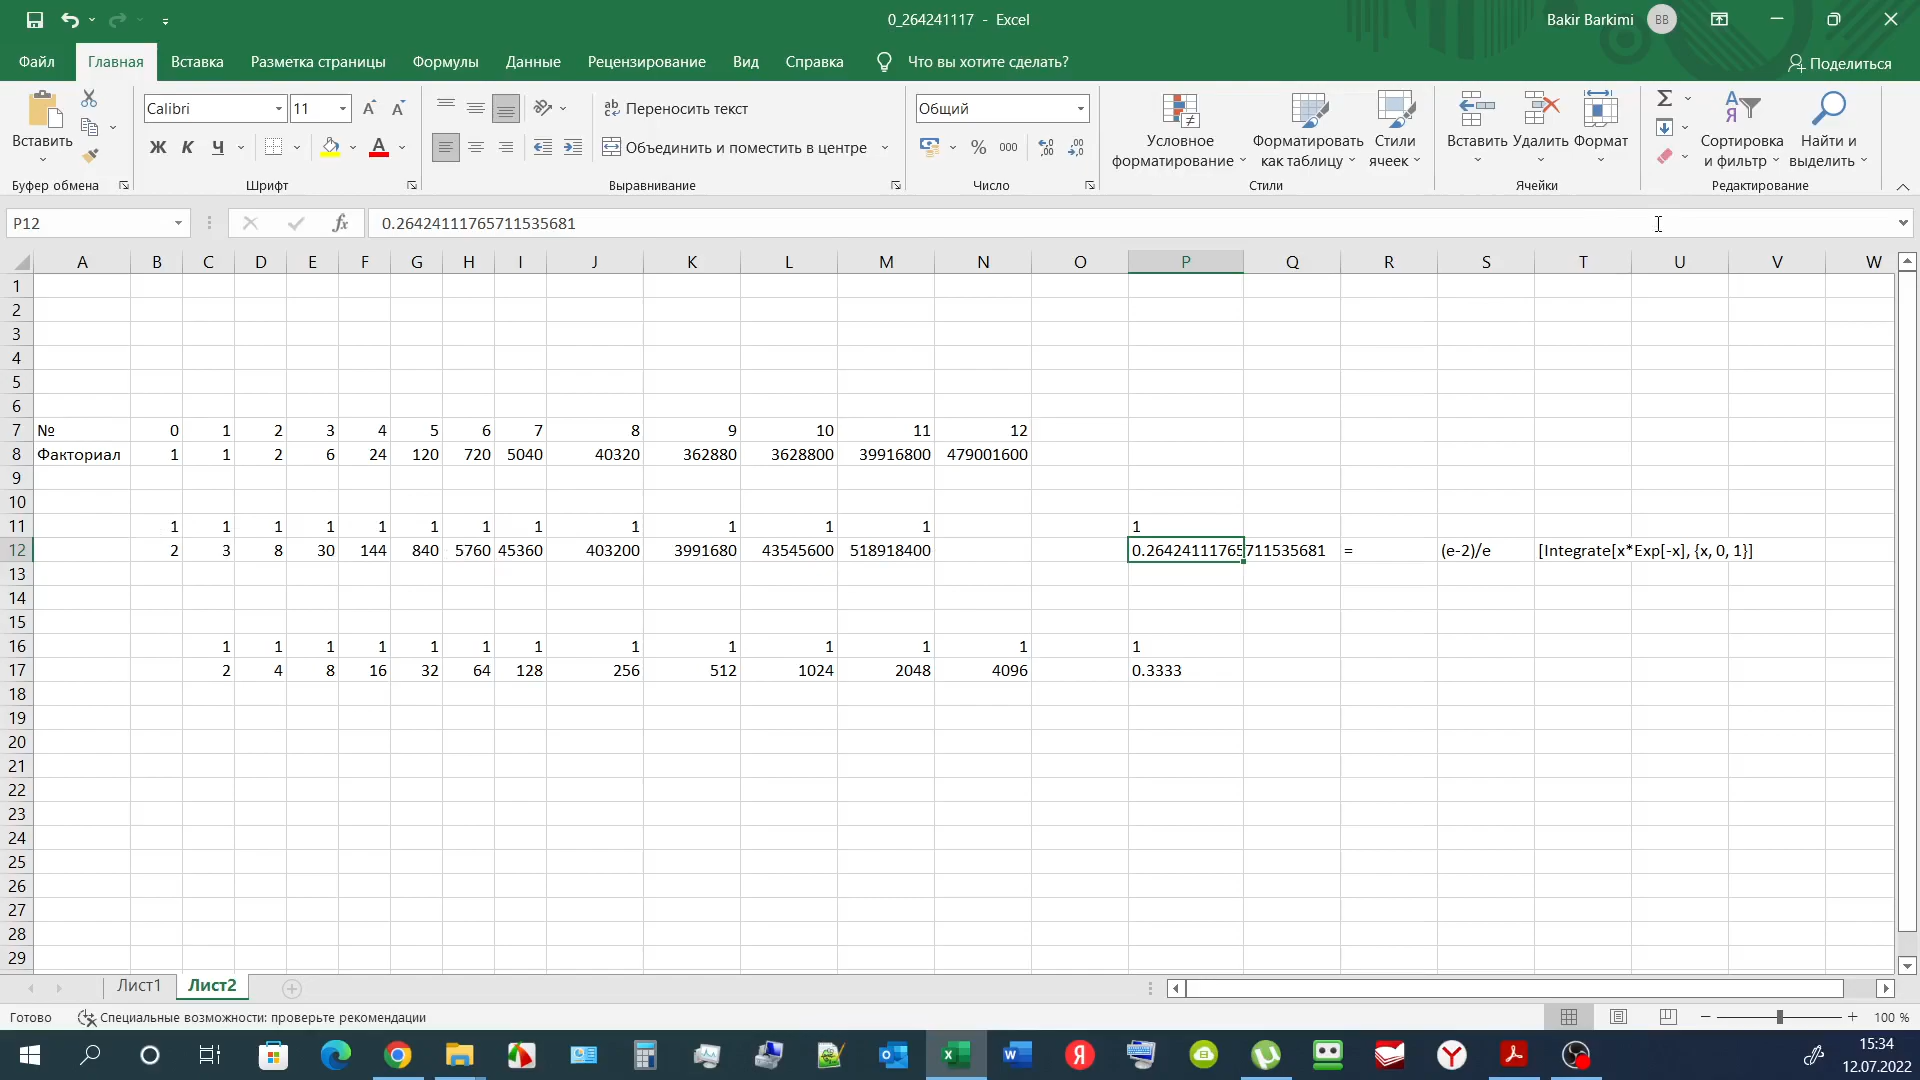 0_264241117 - Excel
Bakir Barkimi BB
Файл Главная Вставка Разметка страницы Формулы Данные Рецензирование Вид Справка Что вы хотите сделать? Поделиться
Вставить
Буфер обмена
Calibri 11
Ж К Ч А
Шрифт
Переносить текст
Объединить и поместить в центре
Выравнивание
Общий
% 000
Число
Условное форматирование
Форматировать как таблицу
Стили ячеек
Стили
Вставить Удалить Формат
Ячейки
Сортировка и фильтр
Найти и выделить
Редактирование
P12 fx 0.26424111765711535681
A B C D E F G H I J K L M N O P Q R S T U V W
1
2
3
4
5
6
7 № 0 1 2 3 4 5 6 7 8 9 10 11 12
8 Факториал 1 1 2 6 24 120 720 5040 40320 362880 3628800 39916800 479001600
9
10
11 1 1 1 1 1 1 1 1 1 1 1 1 1
12 2 3 8 30 144 840 5760 45360 403200 3991680 43545600 518918400 0.26424111765711535681 = (e-2)/e [Integrate[x*Exp[-x], {x, 0, 1}]
13
14
15
16 1 1 1 1 1 1 1 1 1 1 1 1 1
17 2 4 8 16 32 64 128 256 512 1024 2048 4096 0.3333
18
19
20
21
22
23
24
25
26
27
28
29
Лист1 Лист2
Готово Специальные возможности: проверьте рекомендации 100 %
15:34
12.07.2022